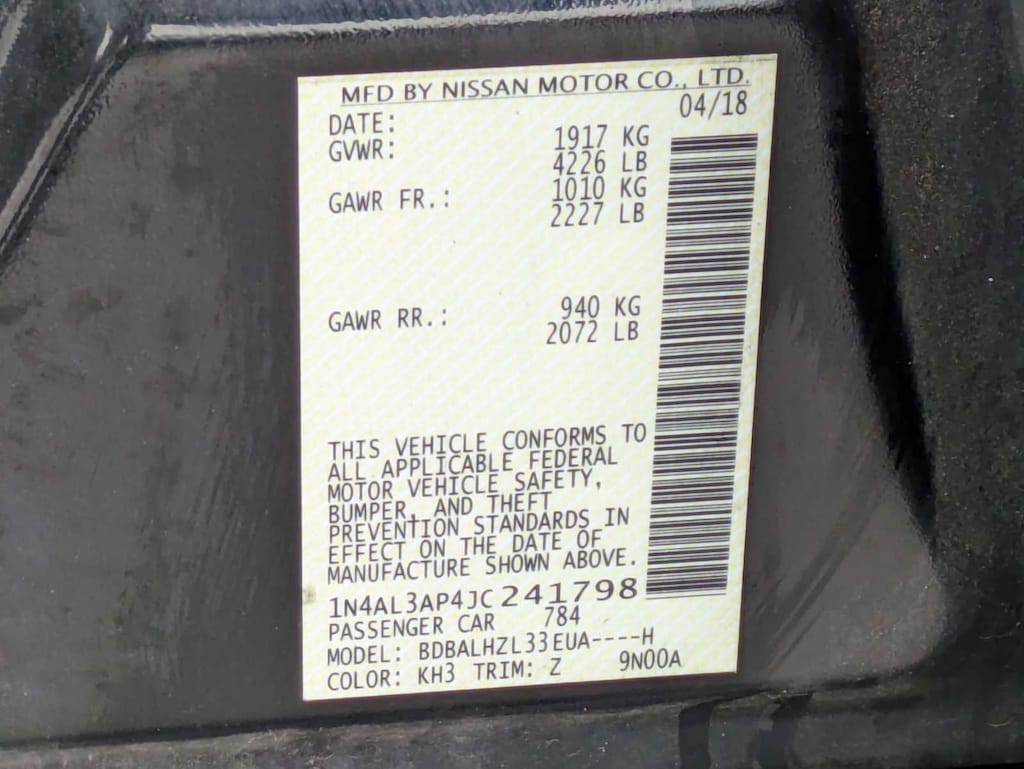 MFD BY NISSAN MOTOR CO., LTD.
DATE: 04/18
GVWR: 1917 KG
4226 LB
GAWR FR.: 1010 KG
2227 LB
GAWR RR.: 940 KG
2072 LB
THIS VEHICLE CONFORMS TO
ALL APPLICABLE FEDERAL
MOTOR VEHICLE SAFETY,
BUMPER, AND THEFT
PREVENTION STANDARDS IN
EFFECT ON THE DATE OF
MANUFACTURE SHOWN ABOVE.
1N4AL3AP4JC241798
PASSENGER CAR 784
MODEL: BDBALHZL33EUA----H
COLOR: KH3 TRIM: Z 9N00A